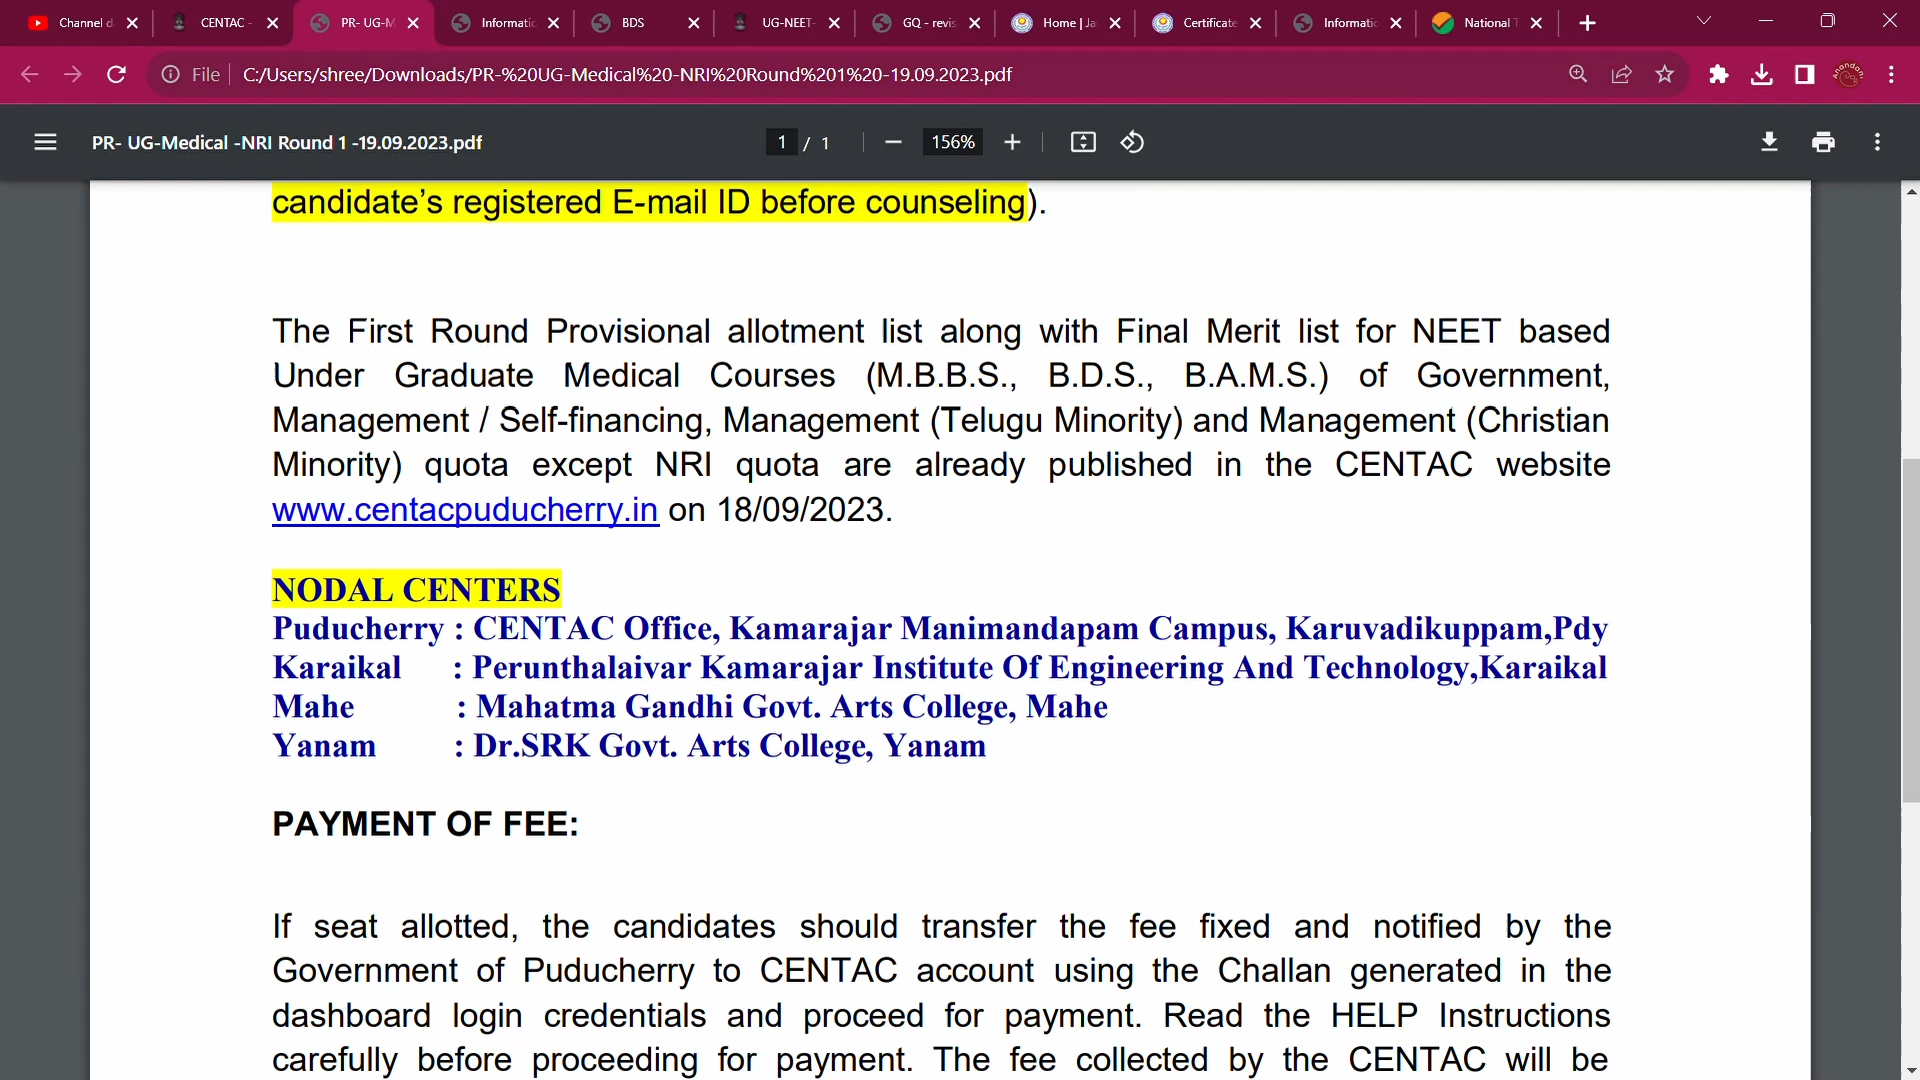 Channel d
CENTAC -
PR- UG-M
Informatic
BDS
UG-NEET-
GQ - revis
Home | Ja
Certificate
Informatic
National T
File
C:/Users/shree/Downloads/PR-%20UG-Medical%20-NRI%20Round%201%20-19.09.2023.pdf
PR- UG-Medical -NRI Round 1 -19.09.2023.pdf
1 / 1
156%
candidate’s registered E-mail ID before counseling).
The First Round Provisional allotment list along with Final Merit list for NEET based
Under Graduate Medical Courses (M.B.B.S., B.D.S., B.A.M.S.) of Government,
Management / Self-financing, Management (Telugu Minority) and Management (Christian
Minority) quota except NRI quota are already published in the CENTAC website
www.centacpuducherry.in on 18/09/2023.
NODAL CENTERS
Puducherry : CENTAC Office, Kamarajar Manimandapam Campus, Karuvadikuppam,Pdy
Karaikal : Perunthalaivar Kamarajar Institute Of Engineering And Technology,Karaikal
Mahe : Mahatma Gandhi Govt. Arts College, Mahe
Yanam : Dr.SRK Govt. Arts College, Yanam
PAYMENT OF FEE:
If seat allotted, the candidates should transfer the fee fixed and notified by the
Government of Puducherry to CENTAC account using the Challan generated in the
dashboard login credentials and proceed for payment. Read the HELP Instructions
carefully before proceeding for payment. The fee collected by the CENTAC will be